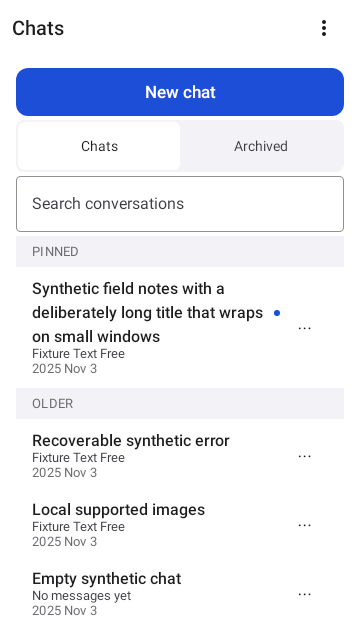 Chats
New chat
Chats
Archived
Search conversations
PINNED
Synthetic field notes with a
deliberately long title that wraps
on small windows
Fixture Text Free
2025 Nov 3
OLDER
Recoverable synthetic error
Fixture Text Free
2025 Nov 3
Local supported images
Fixture Text Free
2025 Nov 3
Empty synthetic chat
No messages yet
2025 Nov 3